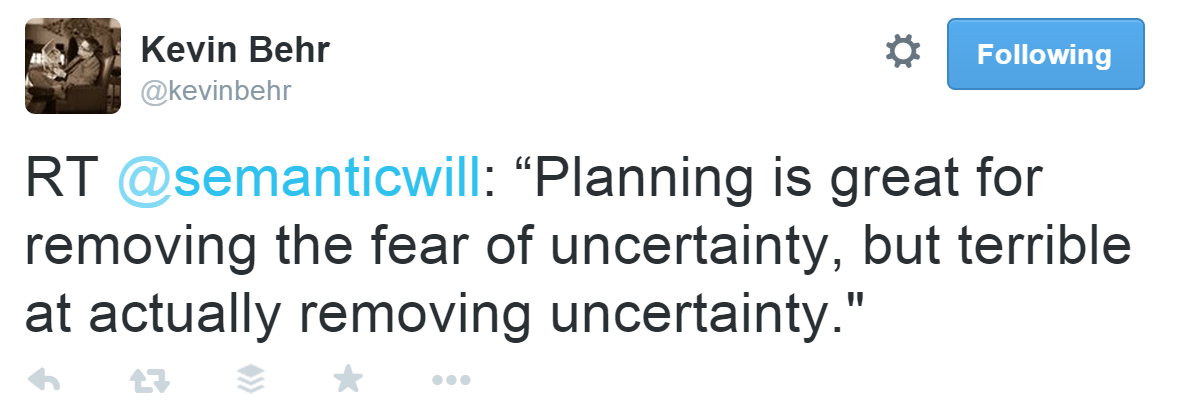 Kevin Behr
@kevinbehr
Following
RT @semanticwill: “Planning is great for
removing the fear of uncertainty, but terrible
at actually removing uncertainty."